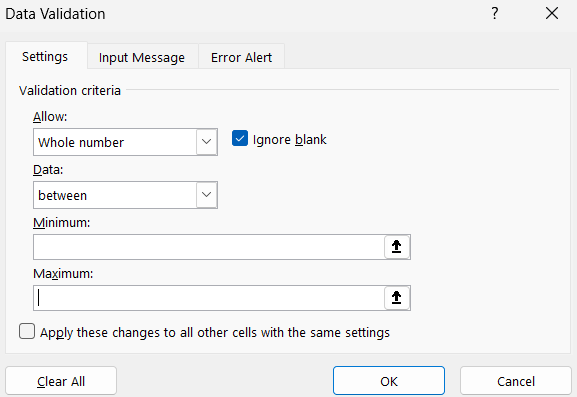 Data Validation ? ×
Settings Input Message Error Alert
Validation criteria
Allow:
Whole number Ignore blank
Data:
between
Minimum:
Maximum:
Apply these changes to all other cells with the same settings
Clear All OK Cancel